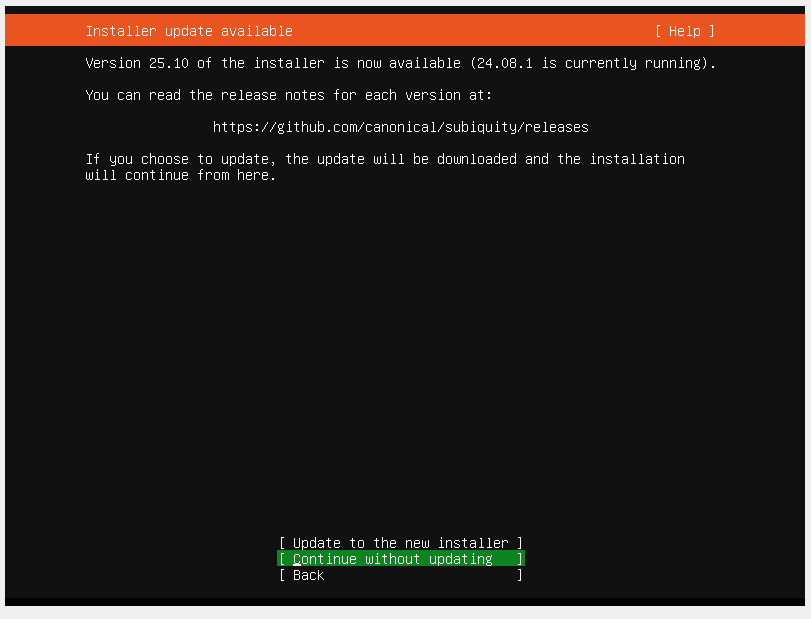 Installer update available [ Help ]
Version 25.10 of the installer is now available (24.08.1 is currently running).
You can read the release notes for each version at:
https://github.com/canonical/subiquity/releases
If you choose to update, the update will be downloaded and the installation
will continue from here.
[ Update to the new installer ]
[ Continue without updating ]
[ Back ]